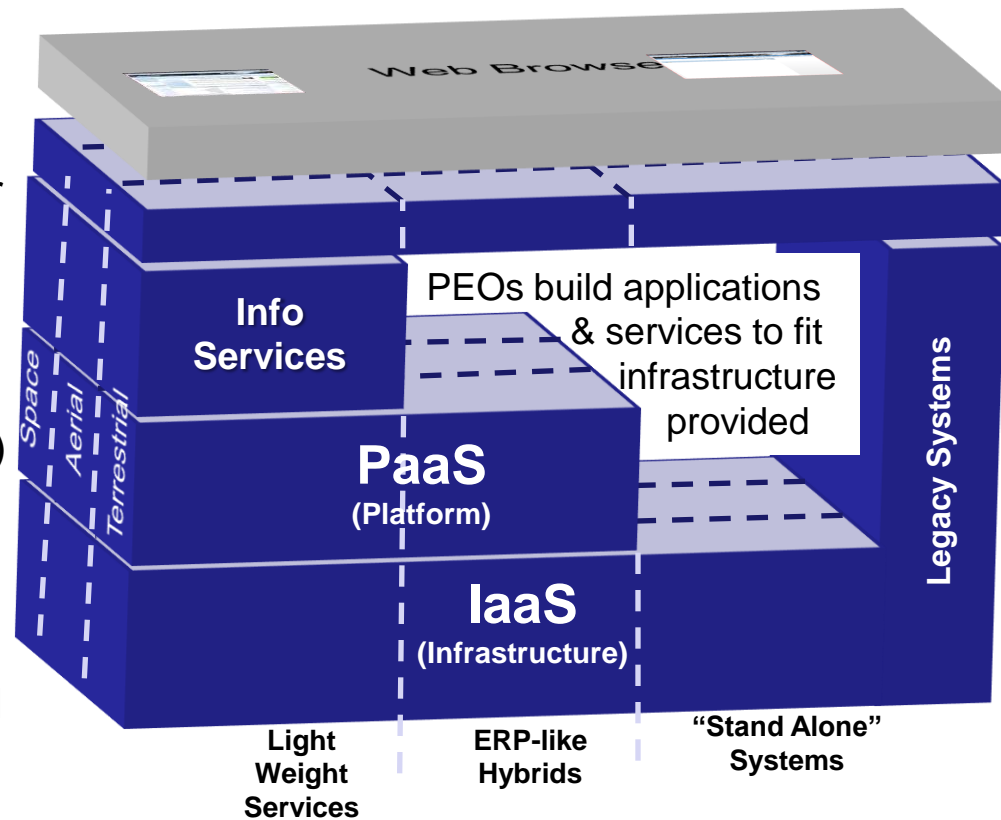 Web Browse
Info
Services
PEOs build applications
& services to fit
infrastructure
provided
Space
Aerial
Terrestrial
PaaS
(Platform)
Legacy Systems
IaaS
(Infrastructure)
Light
Weight
Services
ERP-like
Hybrids
“Stand Alone”
Systems
)